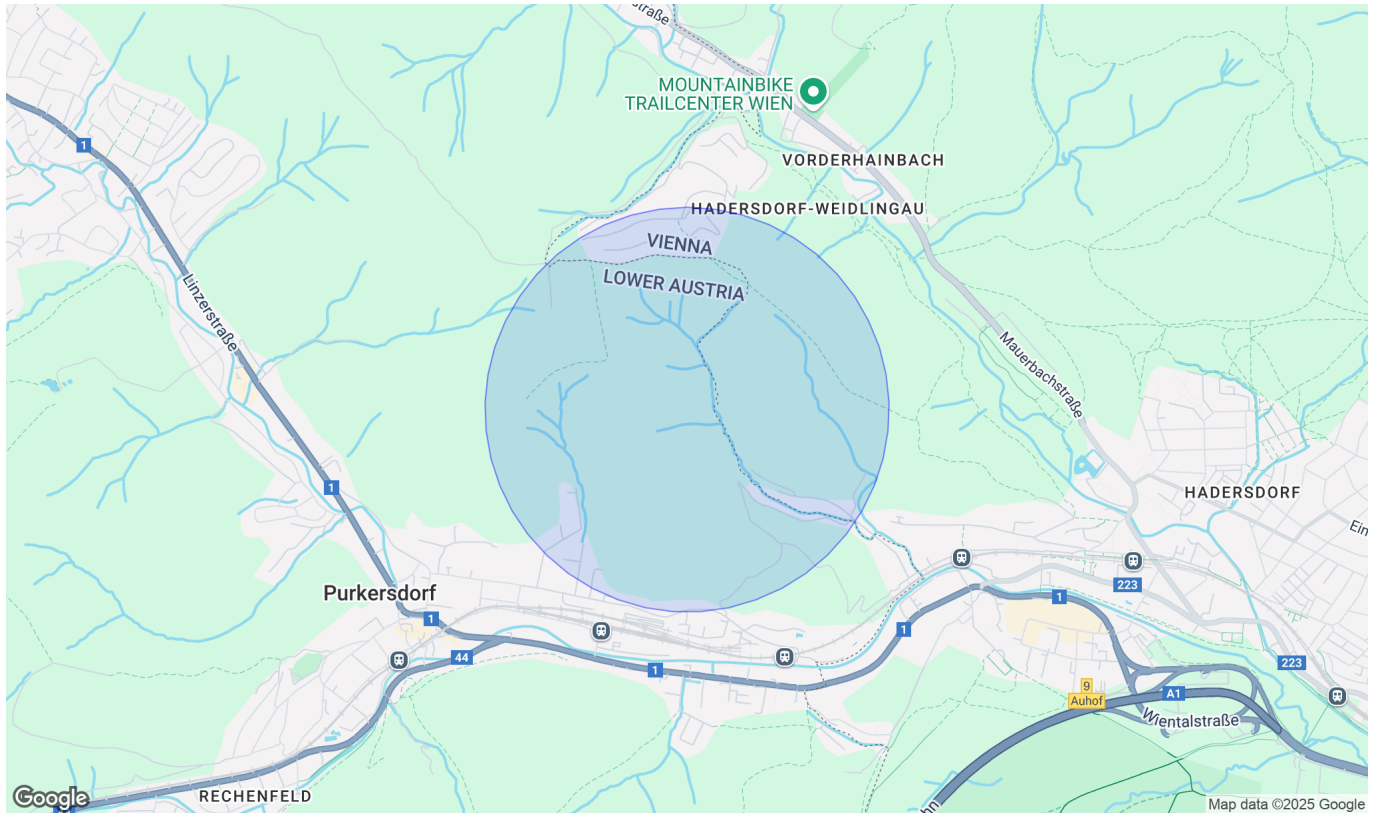 straße
MOUNTAINBIKE
TRAILCENTER WIEN
1
VORDERHAINBACH
HADERSDORF-WEIDLINGAU
VIENNA
LOWER AUSTRIA
Linzerstraße
Mauerbachstraße
1
HADERSDORF
Ein
Purkersdorf
223
1
1
1
44
1
223
9
Auhof
A1
Wientalstraße
RECHENFELD
hn
Google
Map data ©2025 Google